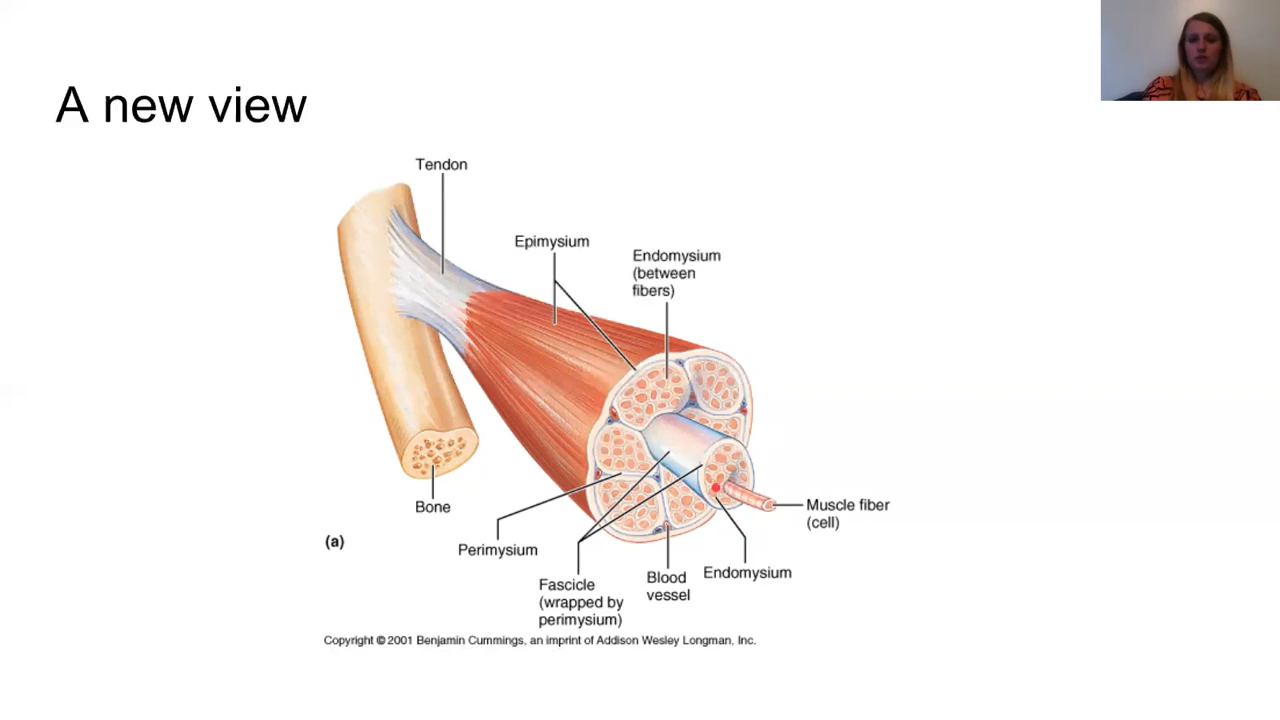 A new view
Tendon
Epimysium
Endomysium
(between
fibers)
Bone
Muscle fiber
(cell)
(a)
Perimysium
Fascicle
(wrapped by
perimysium)
Blood
vessel
Endomysium
Copyright © 2001 Benjamin Cummings, an imprint of Addison Wesley Longman, Inc.